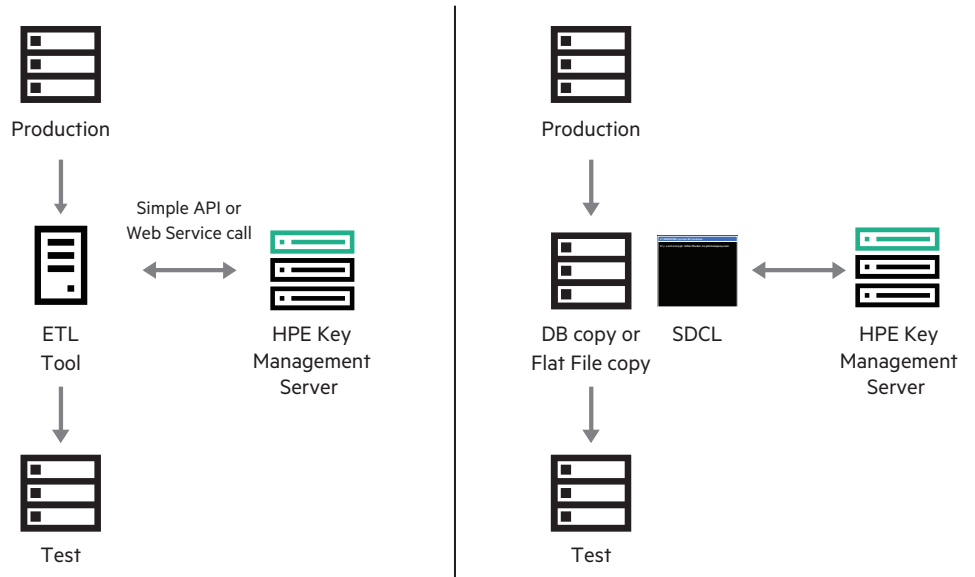 Production
Simple API or
Web Service call
ETL
Tool
HPE Key
Management
Server
Test
Production
DB copy or
Flat File copy
SDCL
HPE Key
Management
Server
Test